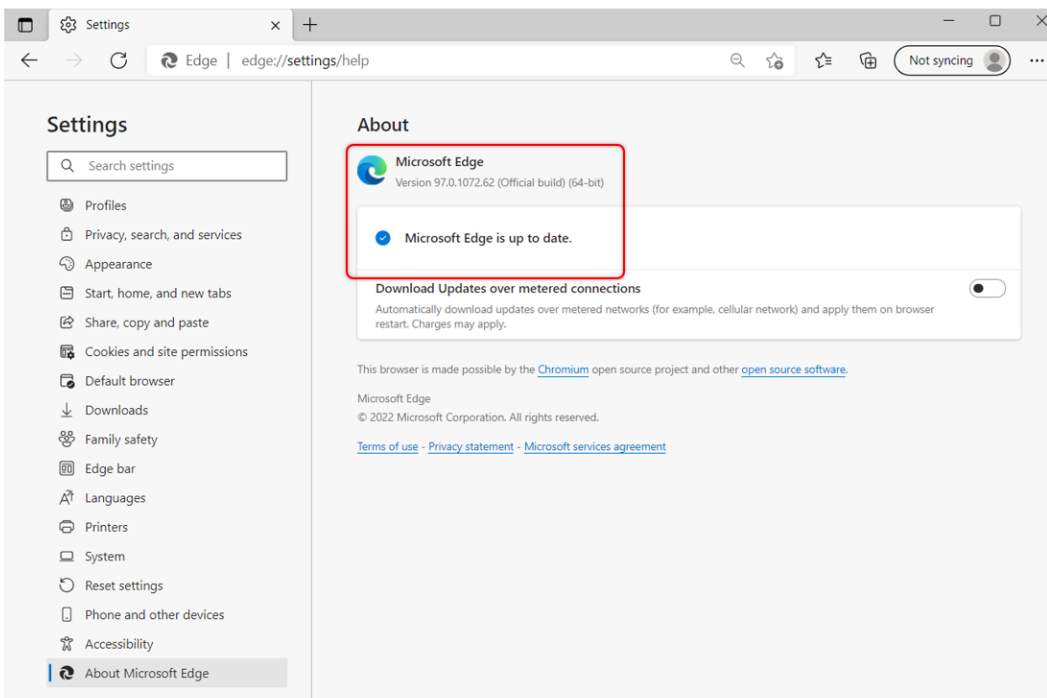 Settings
Edge | edge://settings/help
Not syncing
Settings
Search settings
Profiles
Privacy, search, and services
Appearance
Start, home, and new tabs
Share, copy and paste
Cookies and site permissions
Default browser
Downloads
Family safety
Edge bar
Languages
Printers
System
Reset settings
Phone and other devices
Accessibility
About Microsoft Edge
About
Microsoft Edge
Version 97.0.1072.62 (Official build) (64-bit)
Microsoft Edge is up to date.
Download Updates over metered connections
Automatically download updates over metered networks (for example, cellular network) and apply them on browser
restart. Charges may apply.
This browser is made possible by the Chromium open source project and other open source software.
Microsoft Edge
© 2022 Microsoft Corporation. All rights reserved.
Terms of use - Privacy statement - Microsoft services agreement